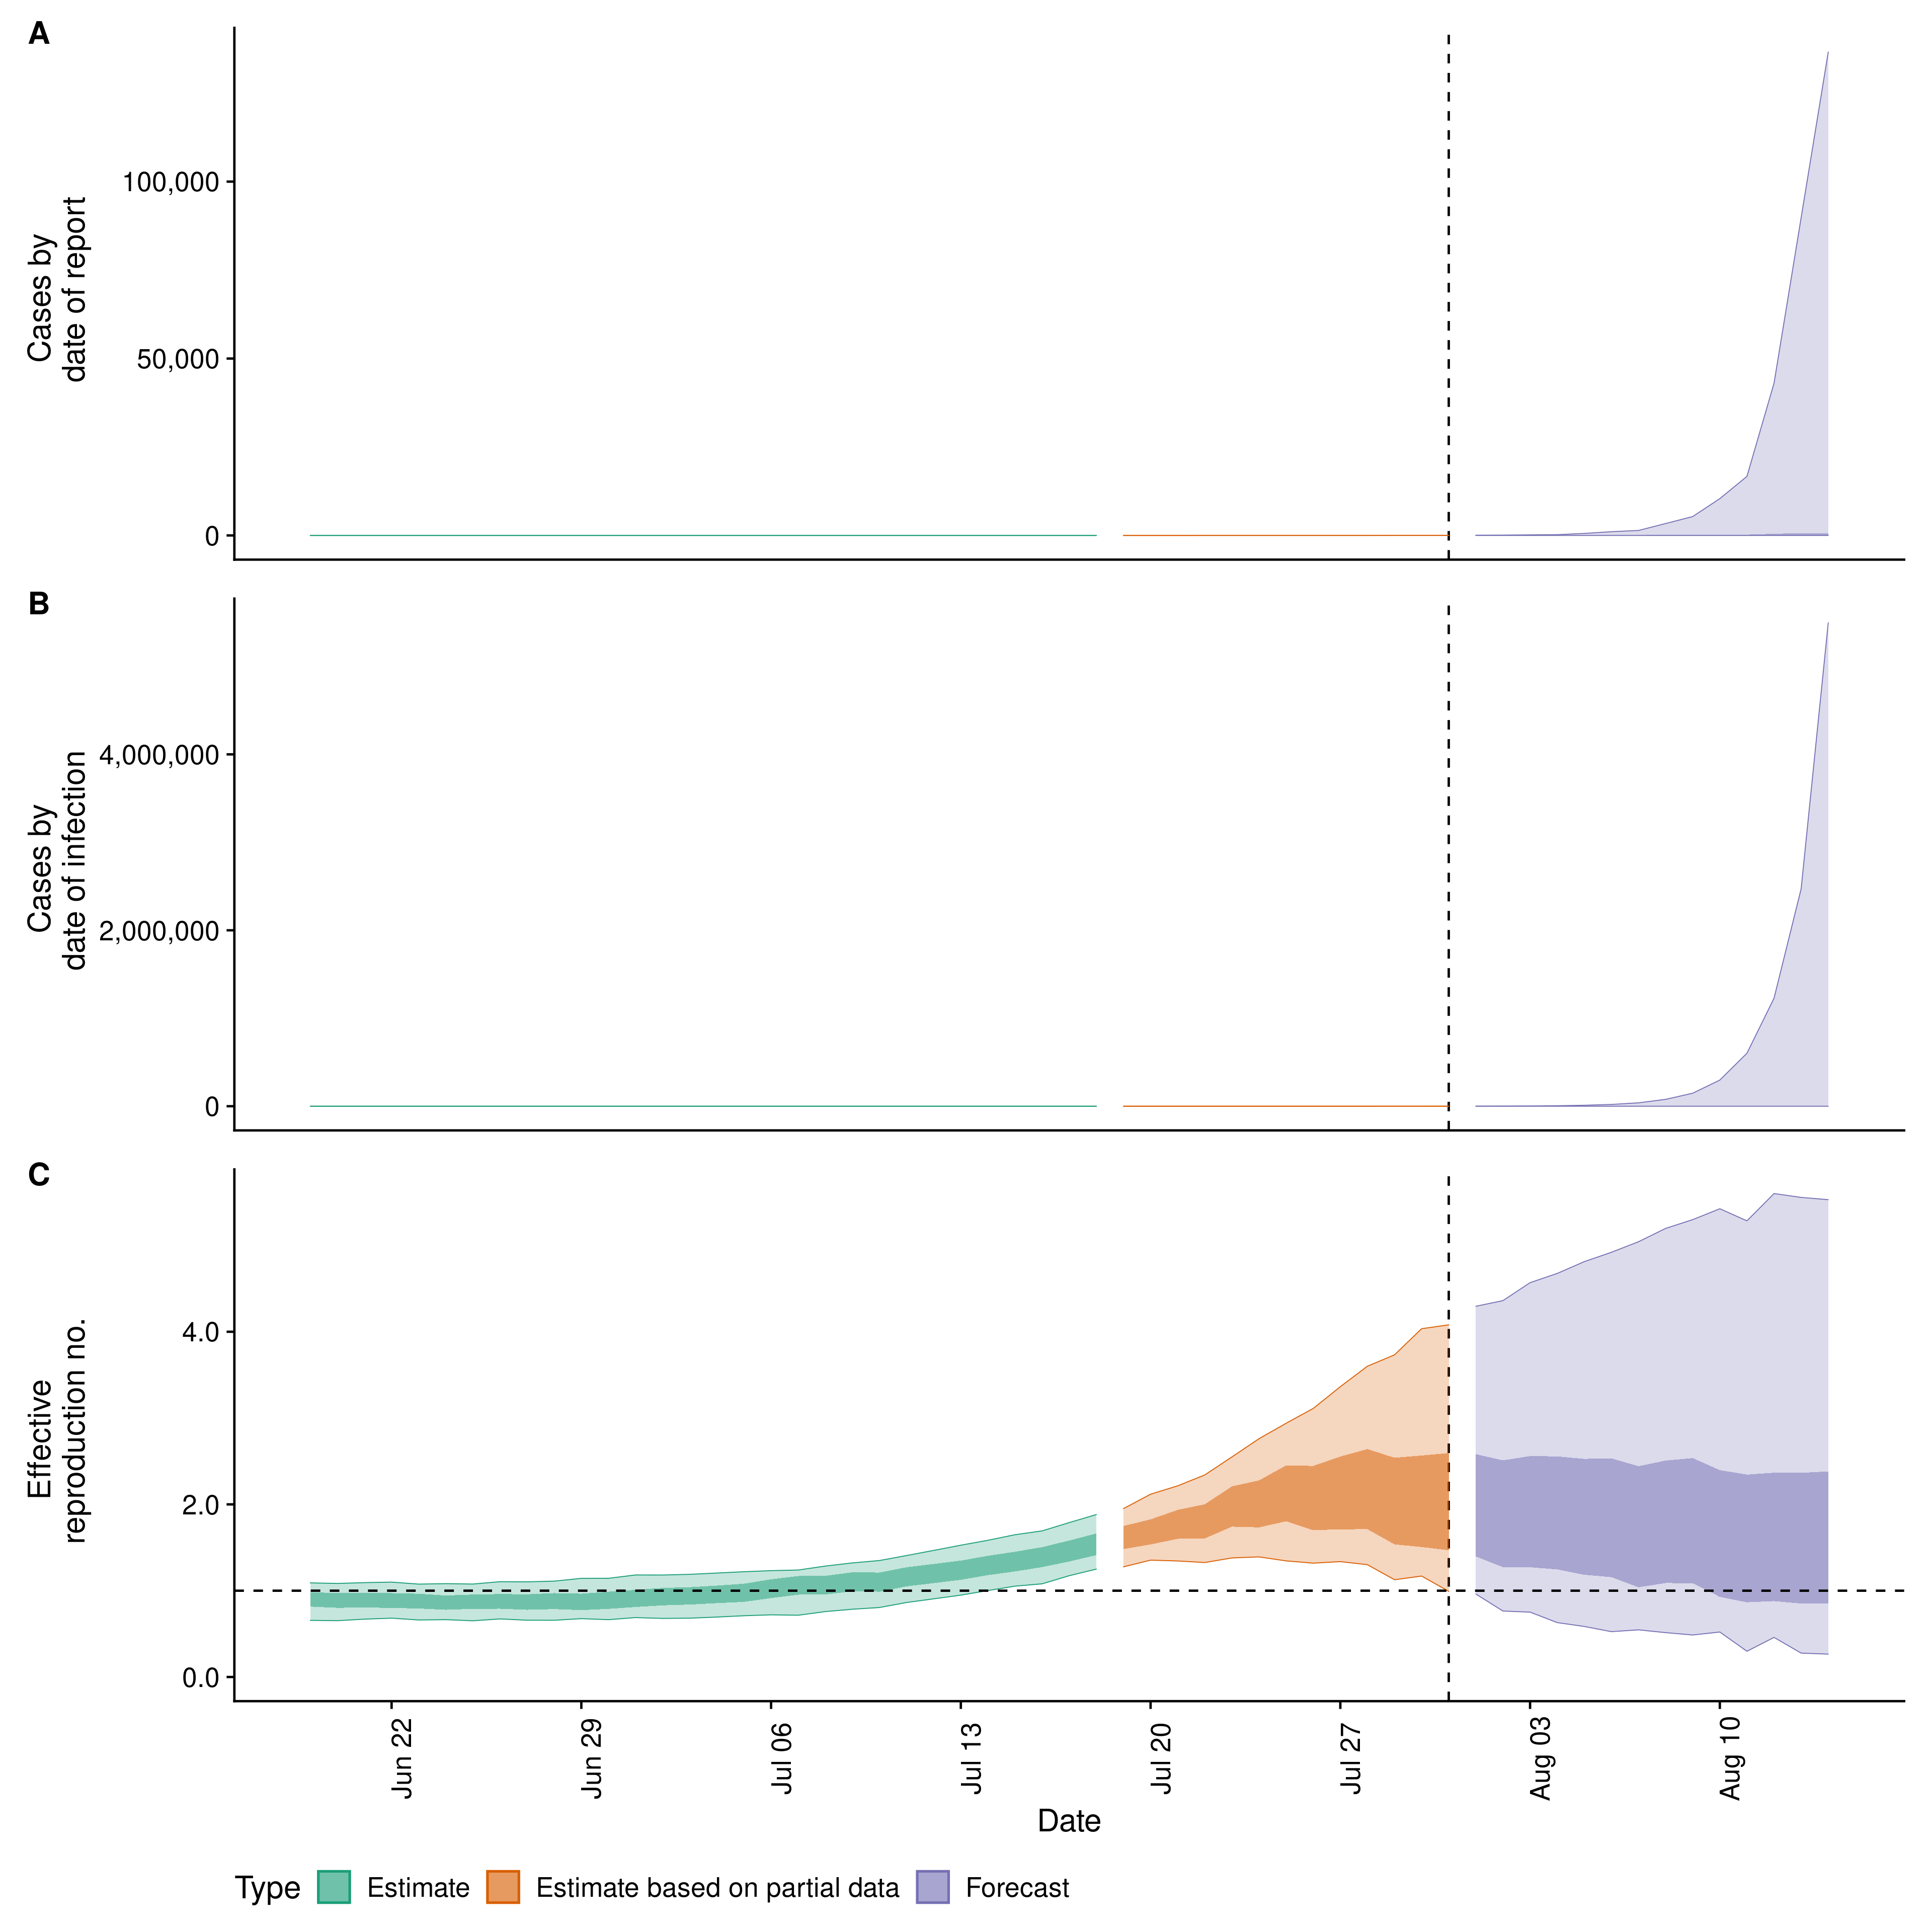 A
Cases by
date of report
100,000
50,000
0
B
Cases by
date of infection
4,000,000
2,000,000
0
C
Effective
reproduction no.
4.0
2.0
0.0
Jun 22
Jun 29
Jul 06
Jul 13
Jul 20
Jul 27
Aug 03
Aug 10
Date
Type Estimate Estimate based on partial data Forecast